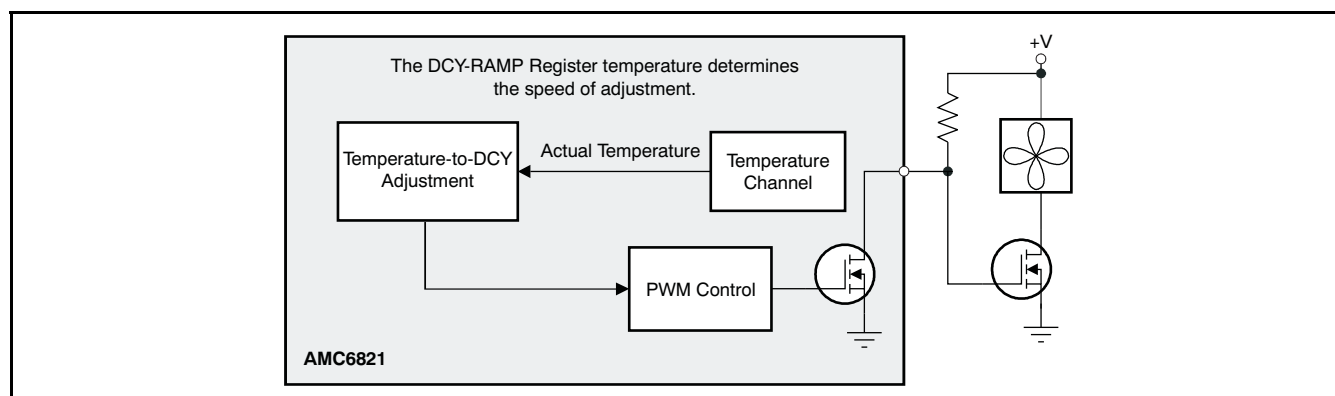 The DCY-RAMP Register temperature determines
the speed of adjustment.
+V
Temperature-to-DCY
Adjustment
Actual Temperature
Temperature
Channel
PWM Control
AMC6821